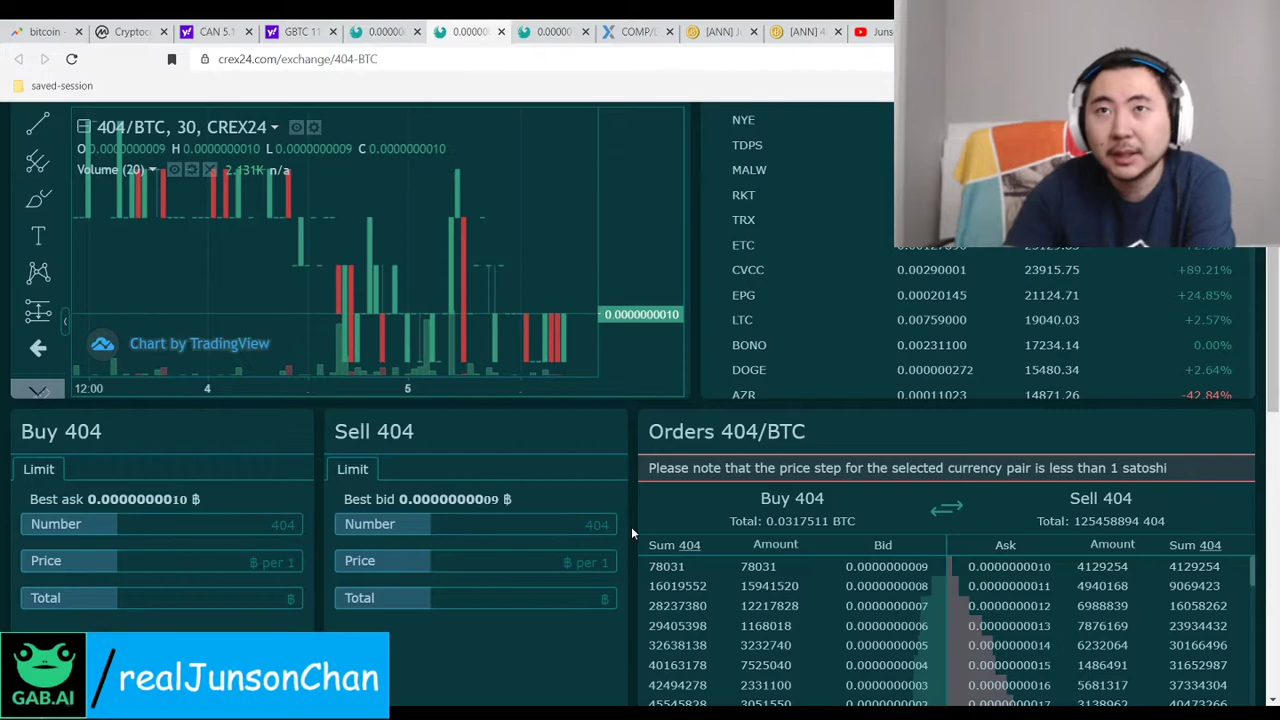 bitcoin -
Cryptoc
CAN 5.1
GBTC 11
0.00000
0.00000
0.00000
COMP/U
[ANN] J
[ANN] 4
Juns
crex24.com/exchange/404-BTC
saved-session
404/BTC, 30, CREX24
O 0.0000000009 H 0.0000000010 L 0.0000000009 C 0.0000000010
Volume (20) 2.131K n/a
0.0000000010
Chart by TradingView
12:00 4 5
NYE
TDPS
MALW
RKT
TRX
ETC
CVCC 0.00290001 23915.75 +89.21%
EPG 0.00020145 21124.71 +24.85%
LTC 0.00759000 19040.03 +2.57%
BONO 0.00231100 17234.14 0.00%
DOGE 0.000000272 15480.34 +2.64%
AZR 0.00011023 14871.26 -42.84%
Buy 404
Limit
Best ask 0.0000000010 ฿
Number 404
Price ฿ per 1
Total ฿
Sell 404
Limit
Best bid 0.0000000009 ฿
Number 404
Price ฿ per 1
Total ฿
Orders 404/BTC
Please note that the price step for the selected currency pair is less than 1 satoshi
Buy 404 Sell 404
Total: 0.0317511 BTC Total: 125458894 404
Sum 404 Amount Bid Ask Amount Sum 404
78031 78031 0.0000000009 0.0000000010 4129254 4129254
16019552 15941520 0.0000000008 0.0000000011 4940168 9069423
28237380 12217828 0.0000000007 0.0000000012 6988839 16058262
29405398 1168018 0.0000000006 0.0000000013 7876169 23934432
32638138 3232740 0.0000000005 0.0000000014 6232064 30166496
40163178 7525040 0.0000000004 0.0000000015 1486491 31652987
42494278 2331100 0.0000000003 0.0000000016 5681317 37334304
GAB.AI
/realJunsonChan